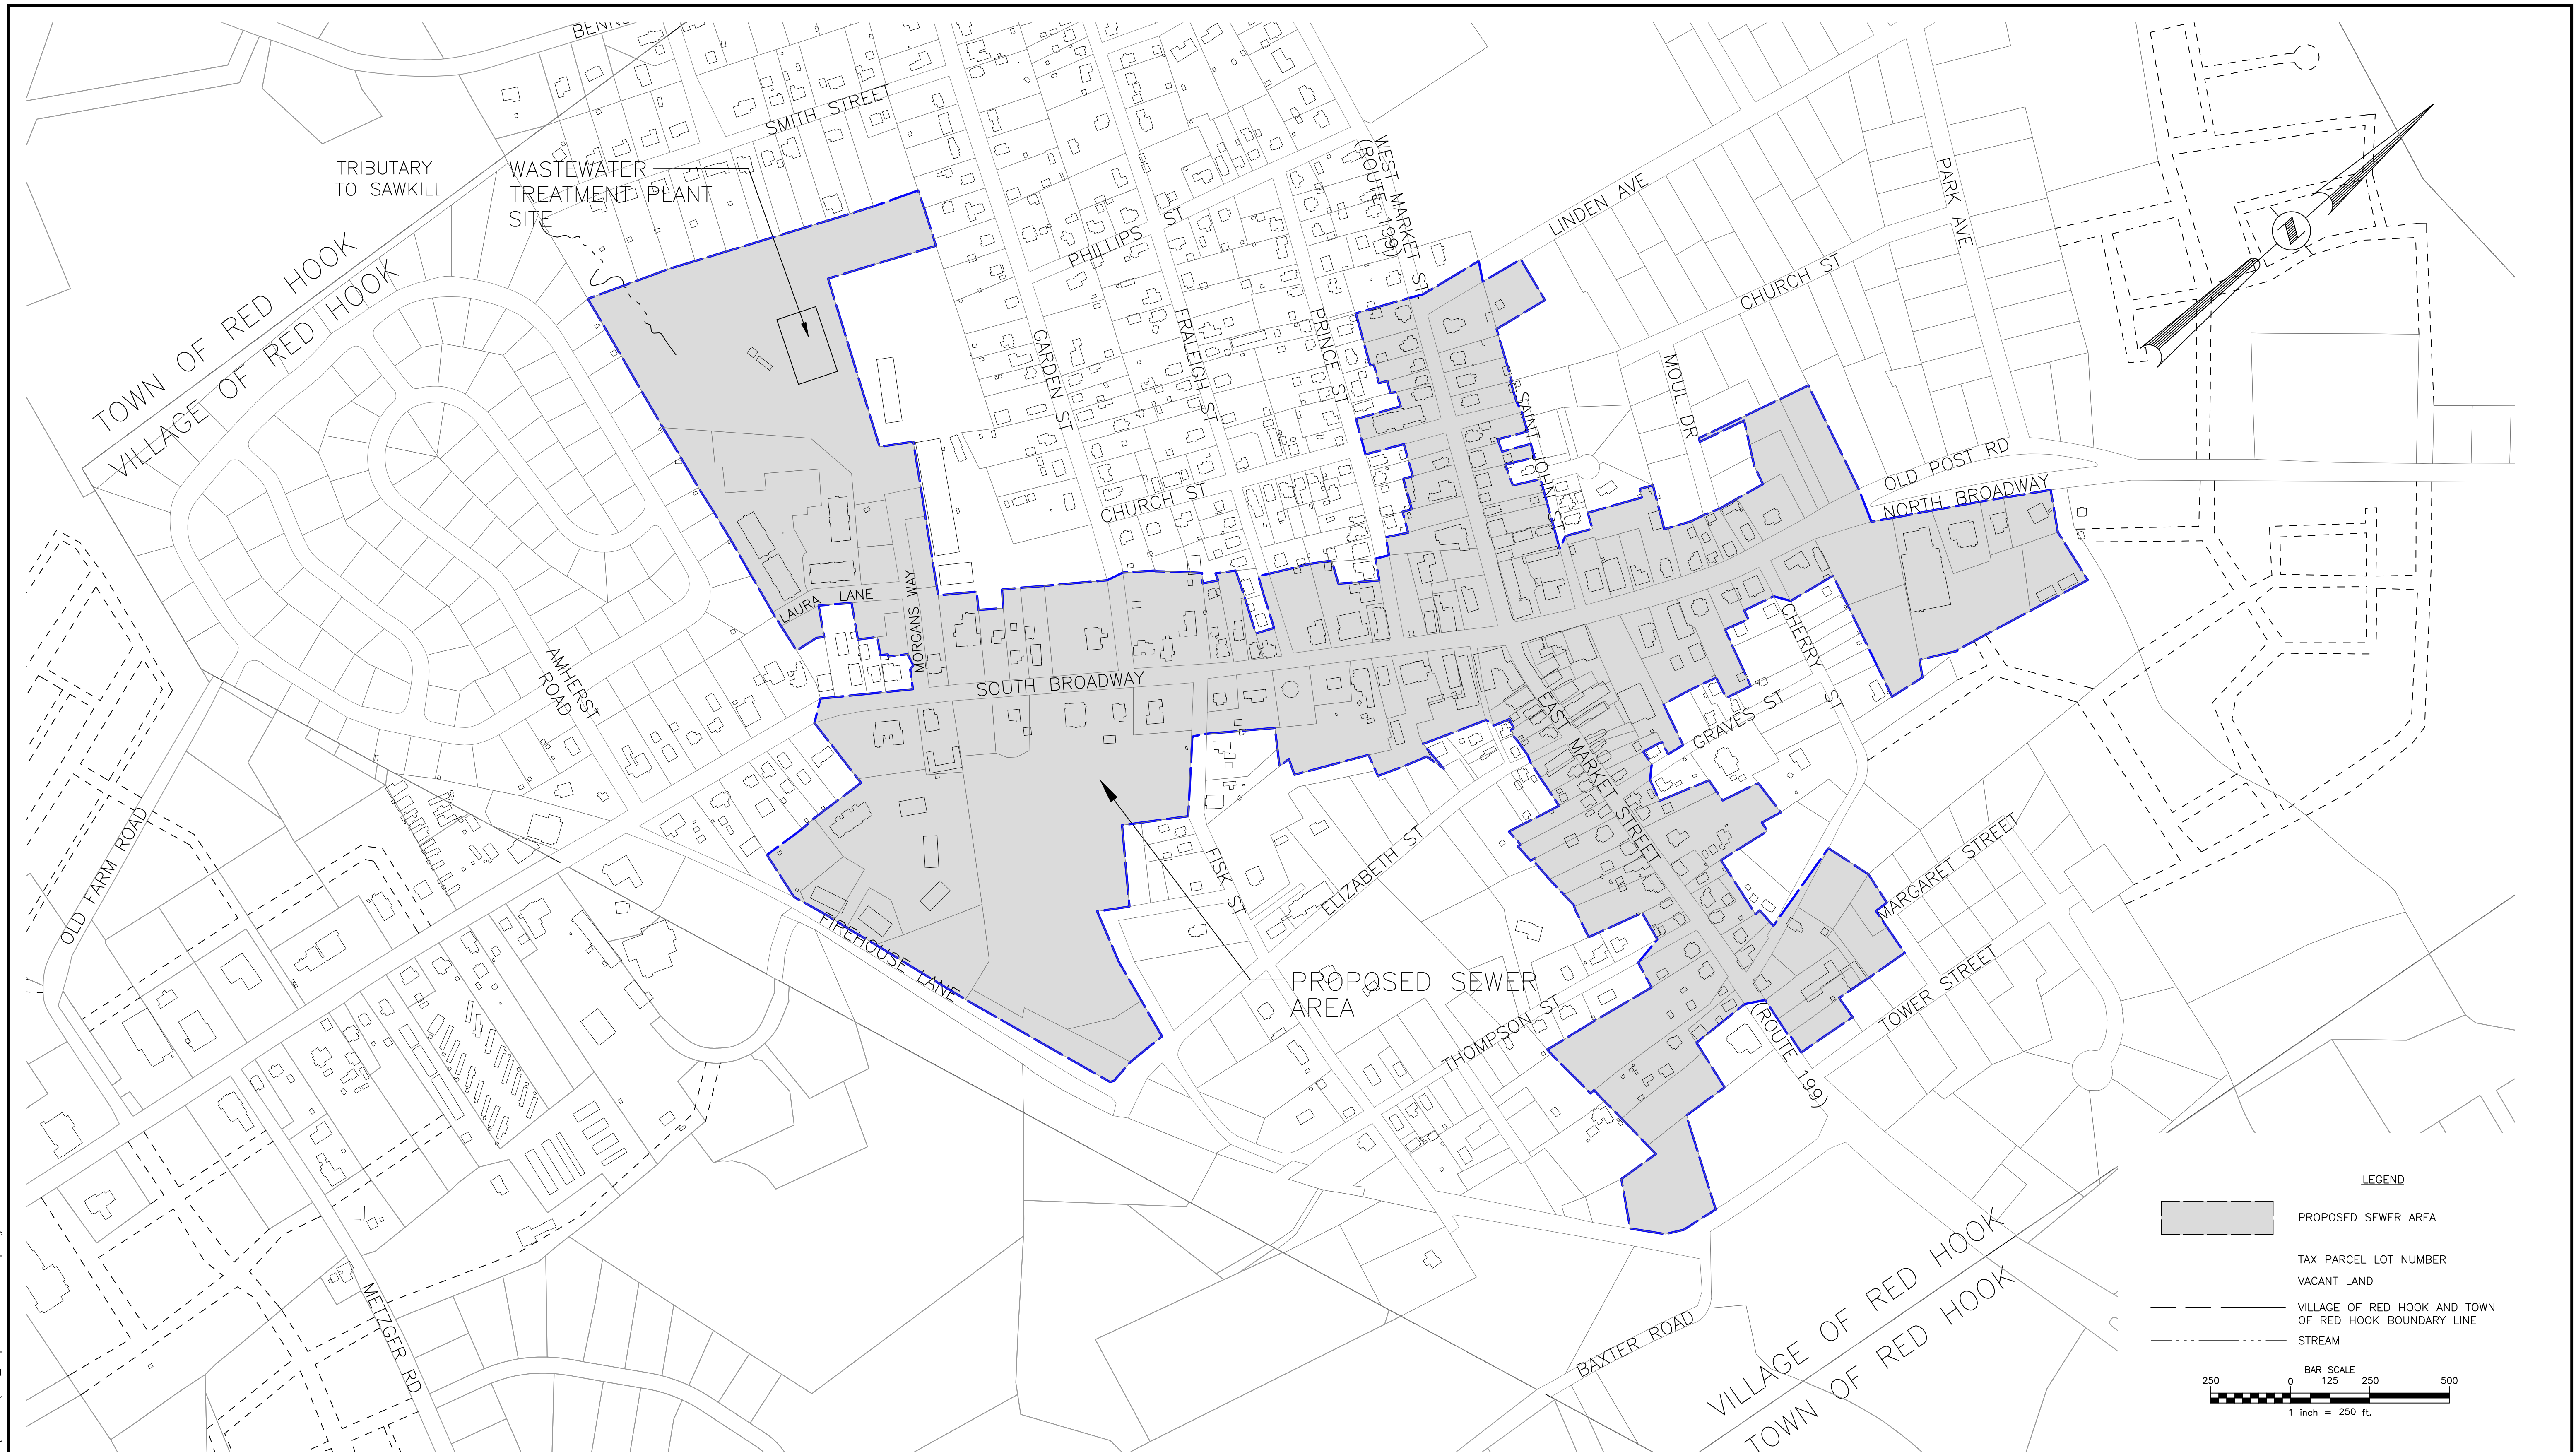 BENN
SMITH STREET
TRIBUTARY
TO SAWKILL
WASTEWATER
TREATMENT PLANT
SITE
TOWN OF RED HOOK
VILLAGE OF RED HOOK
WEST MARKET ST
(ROUTE 199)
LINDEN AVE
PARK AVE
PHILLIPS ST
CHURCH ST
GARDEN ST
FRALEIGH ST
PRINCE ST
SAINT JOHN ST
MOUL DR
OLD POST RD
NORTH BROADWAY
CHURCH ST
LAURA LANE
MORGANS WAY
SOUTH BROADWAY
AMHERST
ROAD
CHERRY ST
GRAVES ST
EAST MARKET STREET
OLD FARM ROAD
FISK ST
ELIZABETH ST
MARGARET STREET
FIREHOUSE LANE
PROPOSED SEWER
AREA
THOMPSON ST
TOWER STREET
(ROUTE 199)
METZGER RD
BAXTER ROAD
VILLAGE OF RED HOOK
TOWN OF RED HOOK
LEGEND
PROPOSED SEWER AREA
TAX PARCEL LOT NUMBER
VACANT LAND
VILLAGE OF RED HOOK AND TOWN
OF RED HOOK BOUNDARY LINE
STREAM
BAR SCALE
250 0 125 250 500
1 inch = 250 ft.